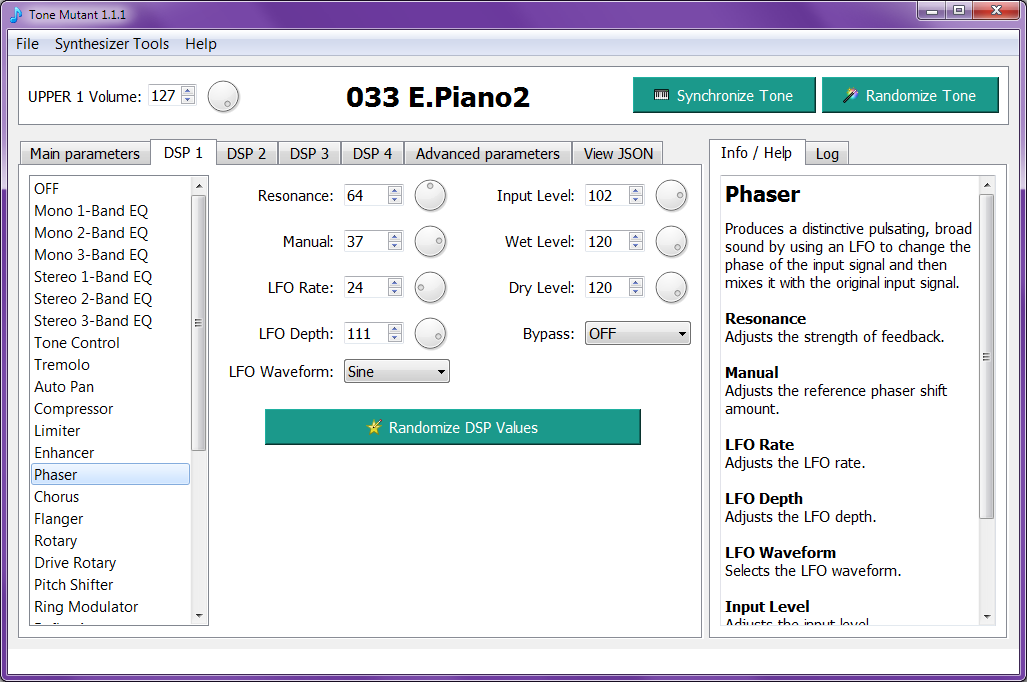 Tone Mutant 1.1.1
File Synthesizer Tools Help
UPPER 1 Volume: 127
033 E.Piano2
Synchronize Tone
Randomize Tone
Main parameters DSP 1 DSP 2 DSP 3 DSP 4 Advanced parameters View JSON
OFF
Mono 1-Band EQ
Mono 2-Band EQ
Mono 3-Band EQ
Stereo 1-Band EQ
Stereo 2-Band EQ
Stereo 3-Band EQ
Tone Control
Tremolo
Auto Pan
Compressor
Limiter
Enhancer
Phaser
Chorus
Flanger
Rotary
Drive Rotary
Pitch Shifter
Ring Modulator
Resonance: 64
Manual: 37
LFO Rate: 24
LFO Depth: 111
LFO Waveform: Sine
Input Level: 102
Wet Level: 120
Dry Level: 120
Bypass: OFF
Randomize DSP Values
Info / Help Log
Phaser
Produces a distinctive pulsating, broad
sound by using an LFO to change the
phase of the input signal and then
mixes it with the original input signal.
Resonance
Adjusts the strength of feedback.
Manual
Adjusts the reference phaser shift
amount.
LFO Rate
Adjusts the LFO rate.
LFO Depth
Adjusts the LFO depth.
LFO Waveform
Selects the LFO waveform.
Input Level
Adjusts the input level